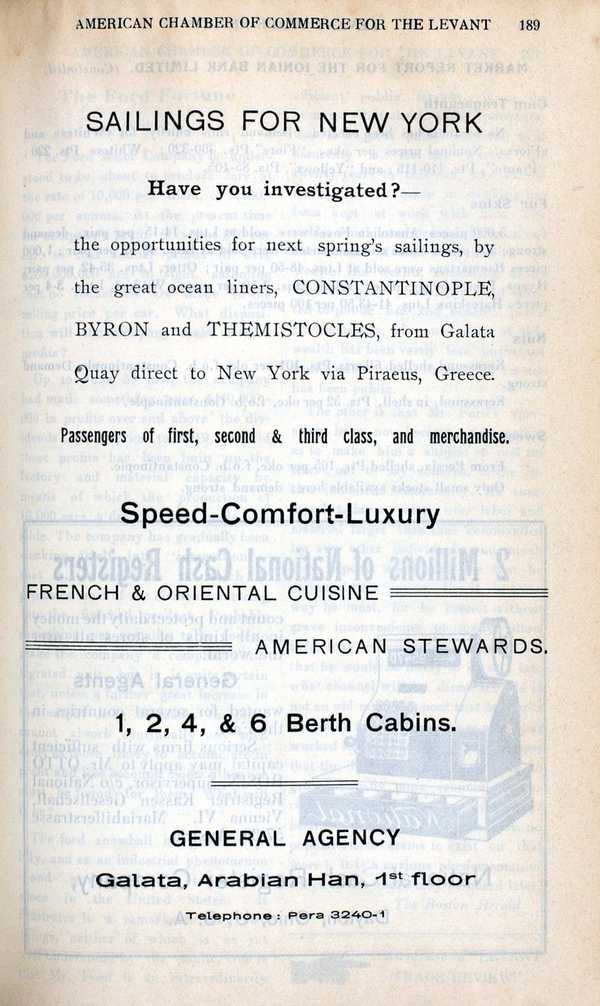 AMERICAN CHAMBER OF COMMERCE FOR THE LEVANT 189
SAILINGS FOR NEW YORK
Have you investigated?—
the opportunities for next spring's sailings, by
the great ocean liners, CONSTANTINOPLE,
BYRON and THEMISTOCLES, from Galata
Quay direct to New York via Piraeus, Greece.
Passengers of first, second & third class, and merchandise.
Speed-Comfort-Luxury
FRENCH & ORIENTAL CUISINE
AMERICAN STEWARDS.
1, 2, 4, & 6 Berth Cabins.
GENERAL AGENCY
Galata, Arabian Han, 1st floor
Telephone: Pera 3240-1